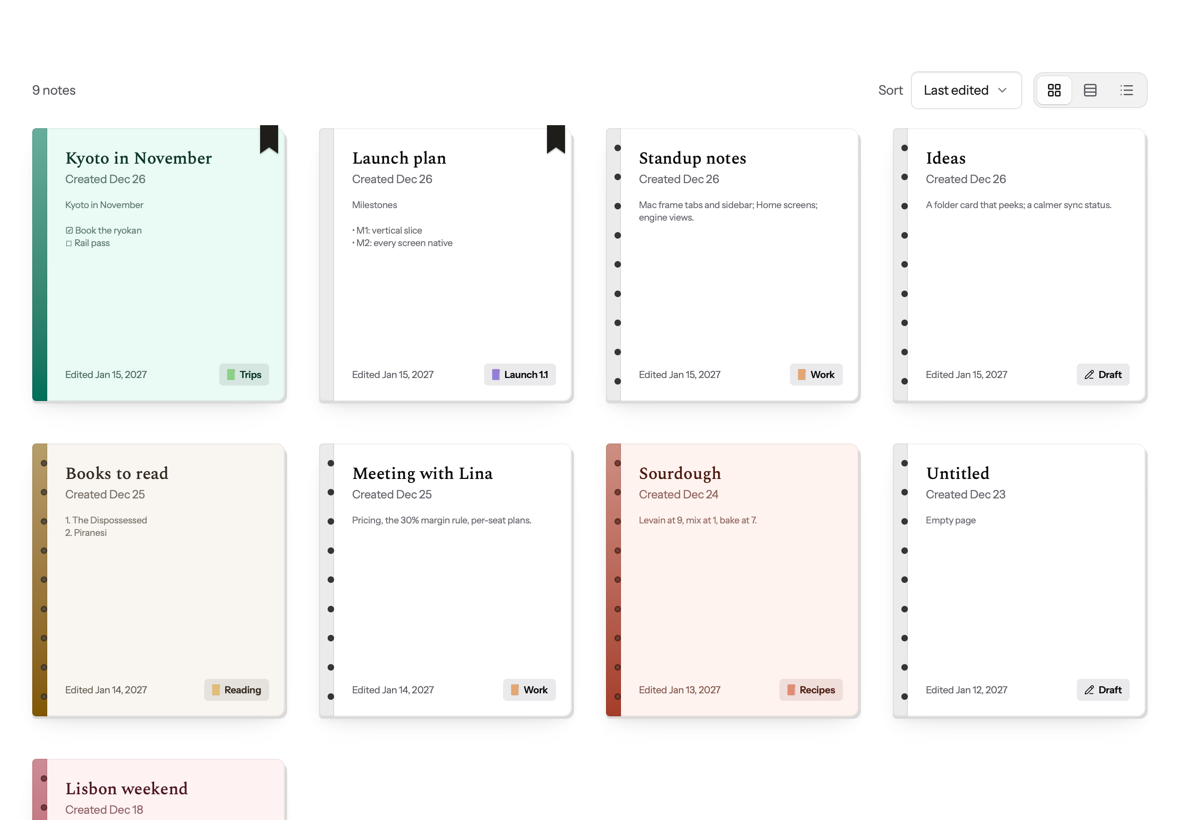 9 notes
Sort
Last edited
Kyoto in November
Created Dec 26
Kyoto in November
☑ Book the ryokan
☐ Rail pass
Edited Jan 15, 2027
Trips
Launch plan
Created Dec 26
Milestones
• M1: vertical slice
• M2: every screen native
Edited Jan 15, 2027
Launch 1.1
Standup notes
Created Dec 26
Mac frame tabs and sidebar; Home screens;
engine views.
Edited Jan 15, 2027
Work
Ideas
Created Dec 26
A folder card that peeks; a calmer sync status.
Edited Jan 15, 2027
Draft
Books to read
Created Dec 25
1. The Dispossessed
2. Piranesi
Edited Jan 14, 2027
Reading
Meeting with Lina
Created Dec 25
Pricing, the 30% margin rule, per-seat plans.
Edited Jan 14, 2027
Work
Sourdough
Created Dec 24
Levain at 9, mix at 1, bake at 7.
Edited Jan 13, 2027
Recipes
Untitled
Created Dec 23
Empty page
Edited Jan 12, 2027
Draft
Lisbon weekend
Created Dec 18